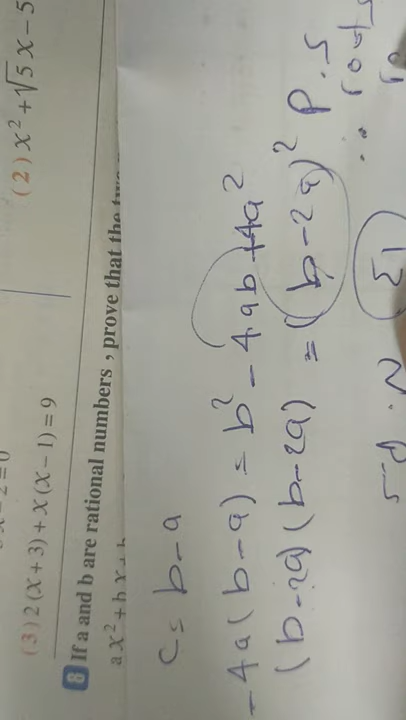 (2) x² + √5 x − 5
(3) 2(x+3) + x(x−1) = 9
8 If a and b are rational numbers , prove that the
a x² + b x + b
c = b − a
−4a(b−a) = b² − 4ab + 4a²
(b−2a)(b−2a) = (b−2a)² P.S